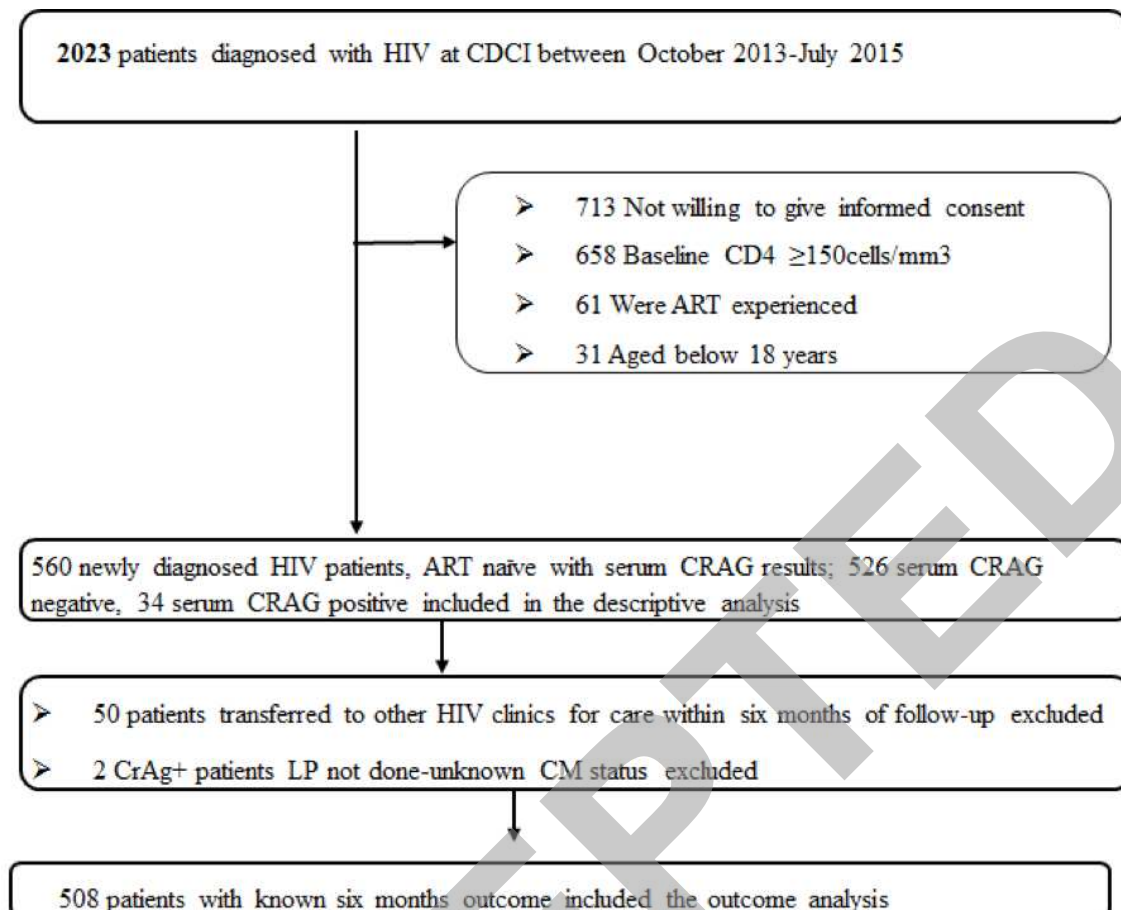 2023 patients diagnosed with HIV at CDCI between October 2013-July 2015
➢ 713 Not willing to give informed consent
➢ 658 Baseline CD4 ≥150cells/mm3
➢ 61 Were ART experienced
➢ 31 Aged below 18 years
560 newly diagnosed HIV patients, ART naïve with serum CRAG results; 526 serum CRAG
negative, 34 serum CRAG positive included in the descriptive analysis
➢ 50 patients transferred to other HIV clinics for care within six months of follow-up excluded
➢ 2 CrAg+ patients LP not done-unknown CM status excluded
508 patients with known six months outcome included the outcome analysis
EPTED